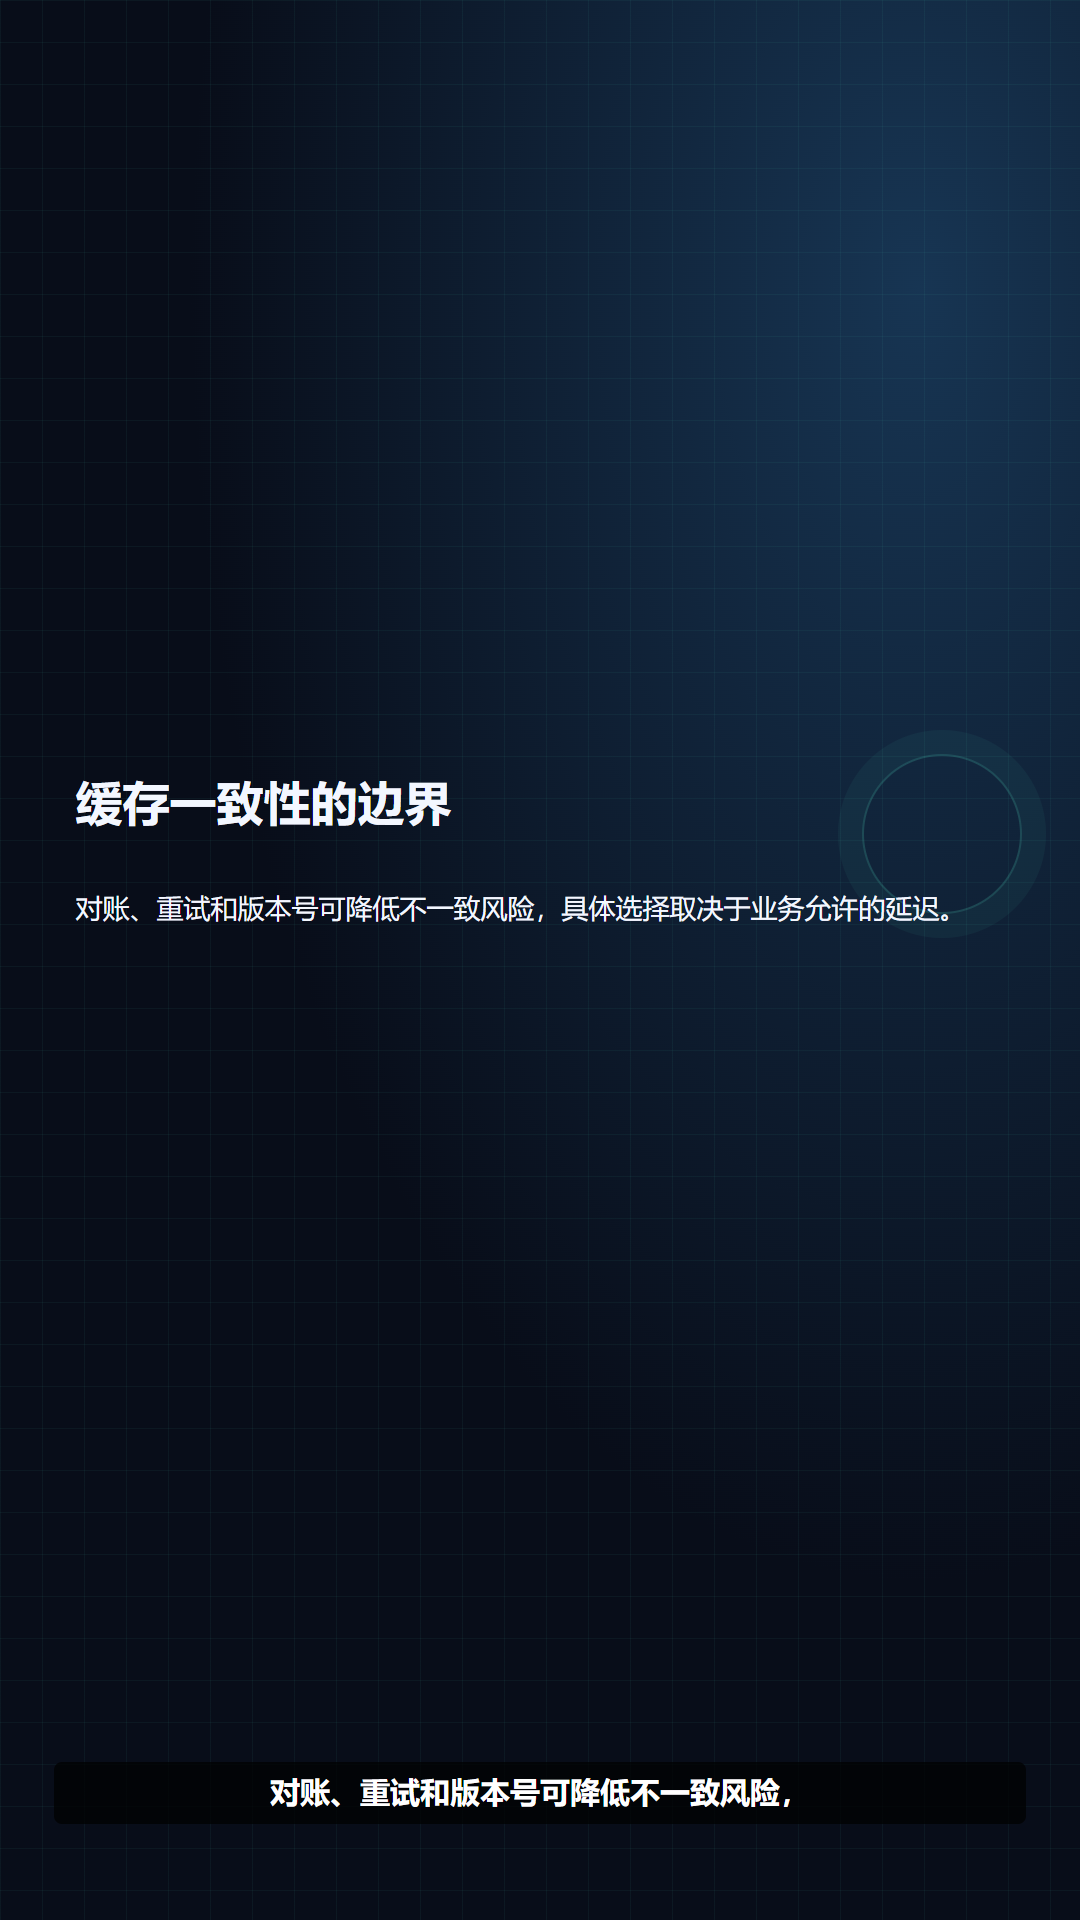 缓存一致性的边界
对账、重试和版本号可降低不一致风险，具体选择取决于业务允许的延迟。
对账、重试和版本号可降低不一致风险，